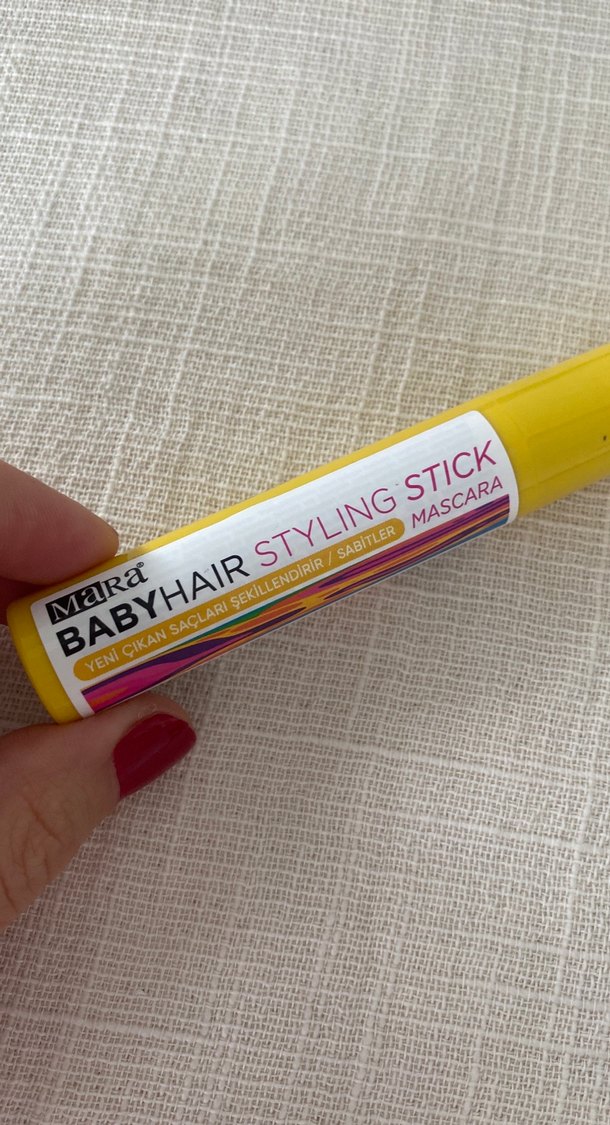 MaRa®
BABYHAIR STYLING STICK
MASCARA
YENİ ÇIKAN SAÇLARI ŞEKİLLENDİRİR / SABİTLER